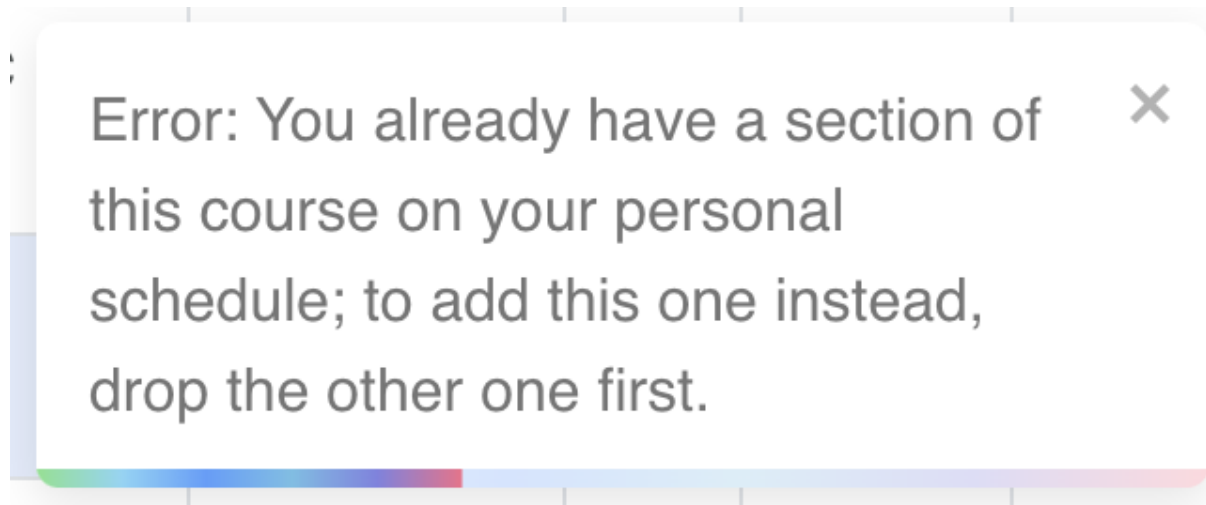 Error: You already have a section of
this course on your personal
schedule; to add this one instead,
drop the other one first.